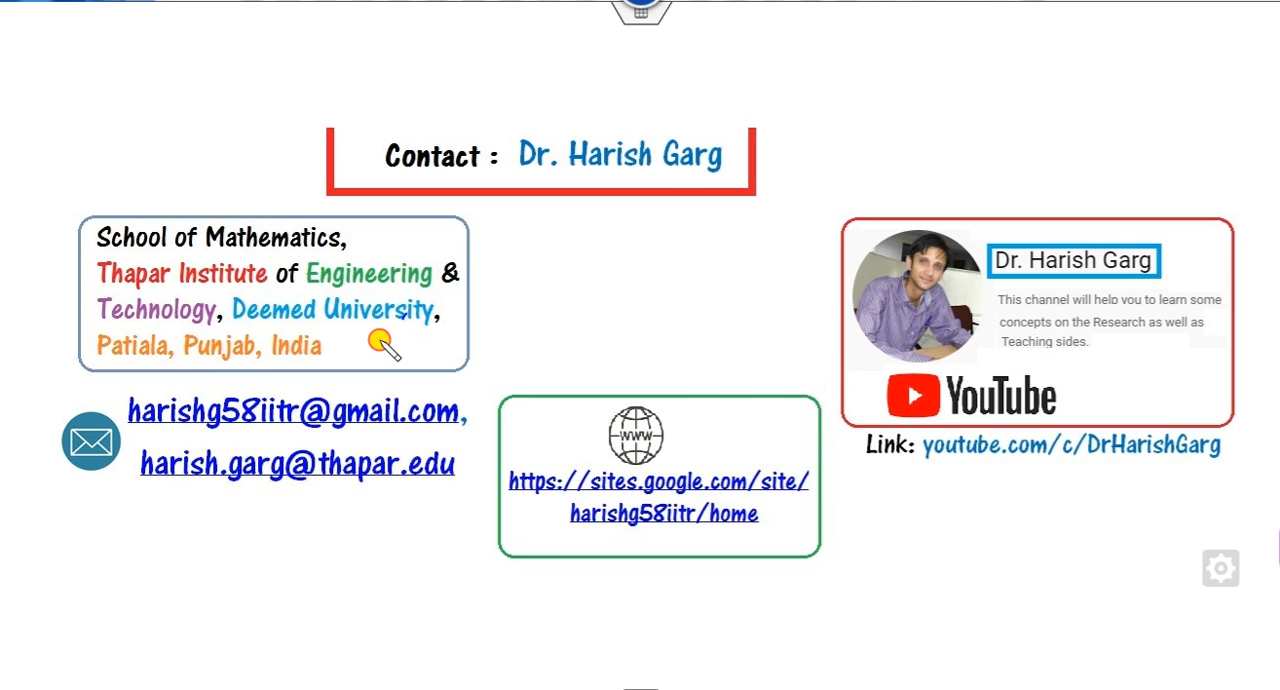 Contact : Dr. Harish Garg
School of Mathematics,
Thapar Institute of Engineering &
Technology, Deemed University,
Patiala, Punjab, India
harishg58iitr@gmail.com,
harish.garg@thapar.edu
www
https://sites.google.com/site/
harishg58iitr/home
Dr. Harish Garg
This channel will help you to learn some
concepts on the Research as well as
Teaching sides.
YouTube
Link: youtube.com/c/DrHarishGarg